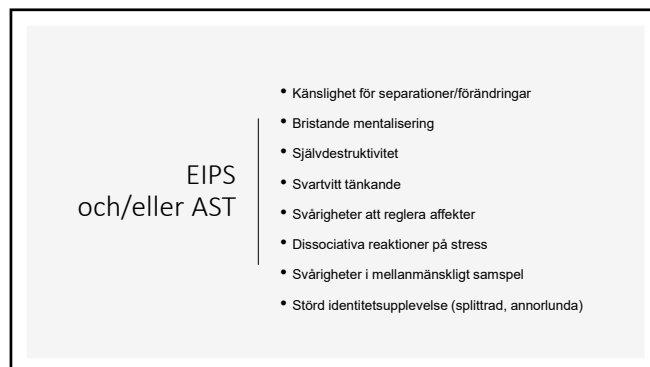 EIPS
och/eller AST
• Känslighet för separationer/förändringar
• Bristande mentalisering
• Självdestruktivitet
• Svartvitt tänkande
• Svårigheter att reglera affekter
• Dissociativa reaktioner på stress
• Svårigheter i mellanmänskligt samspel
• Störd identitetsupplevelse (splittrad, annorlunda)